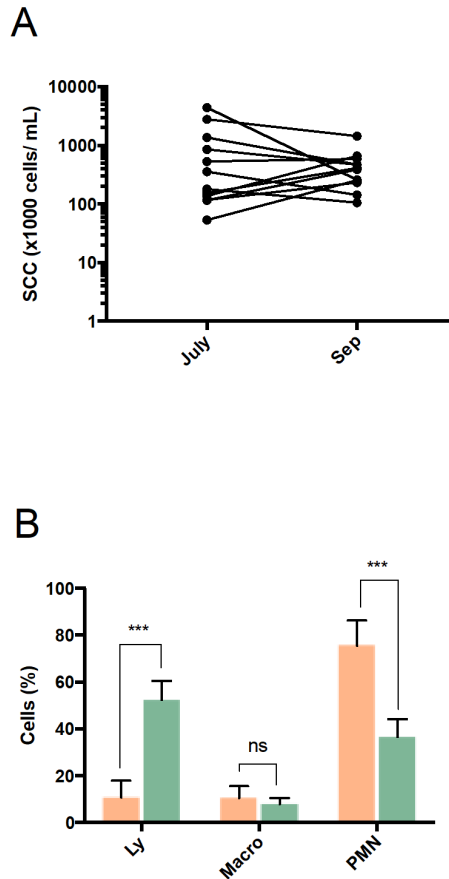 A
SCC (x1000 cells/ mL)
10000
1000
100
10
1
July
Sep
B
Cells (%)
100
80
60
40
20
0
***
ns
***
Ly
Macro
PMN